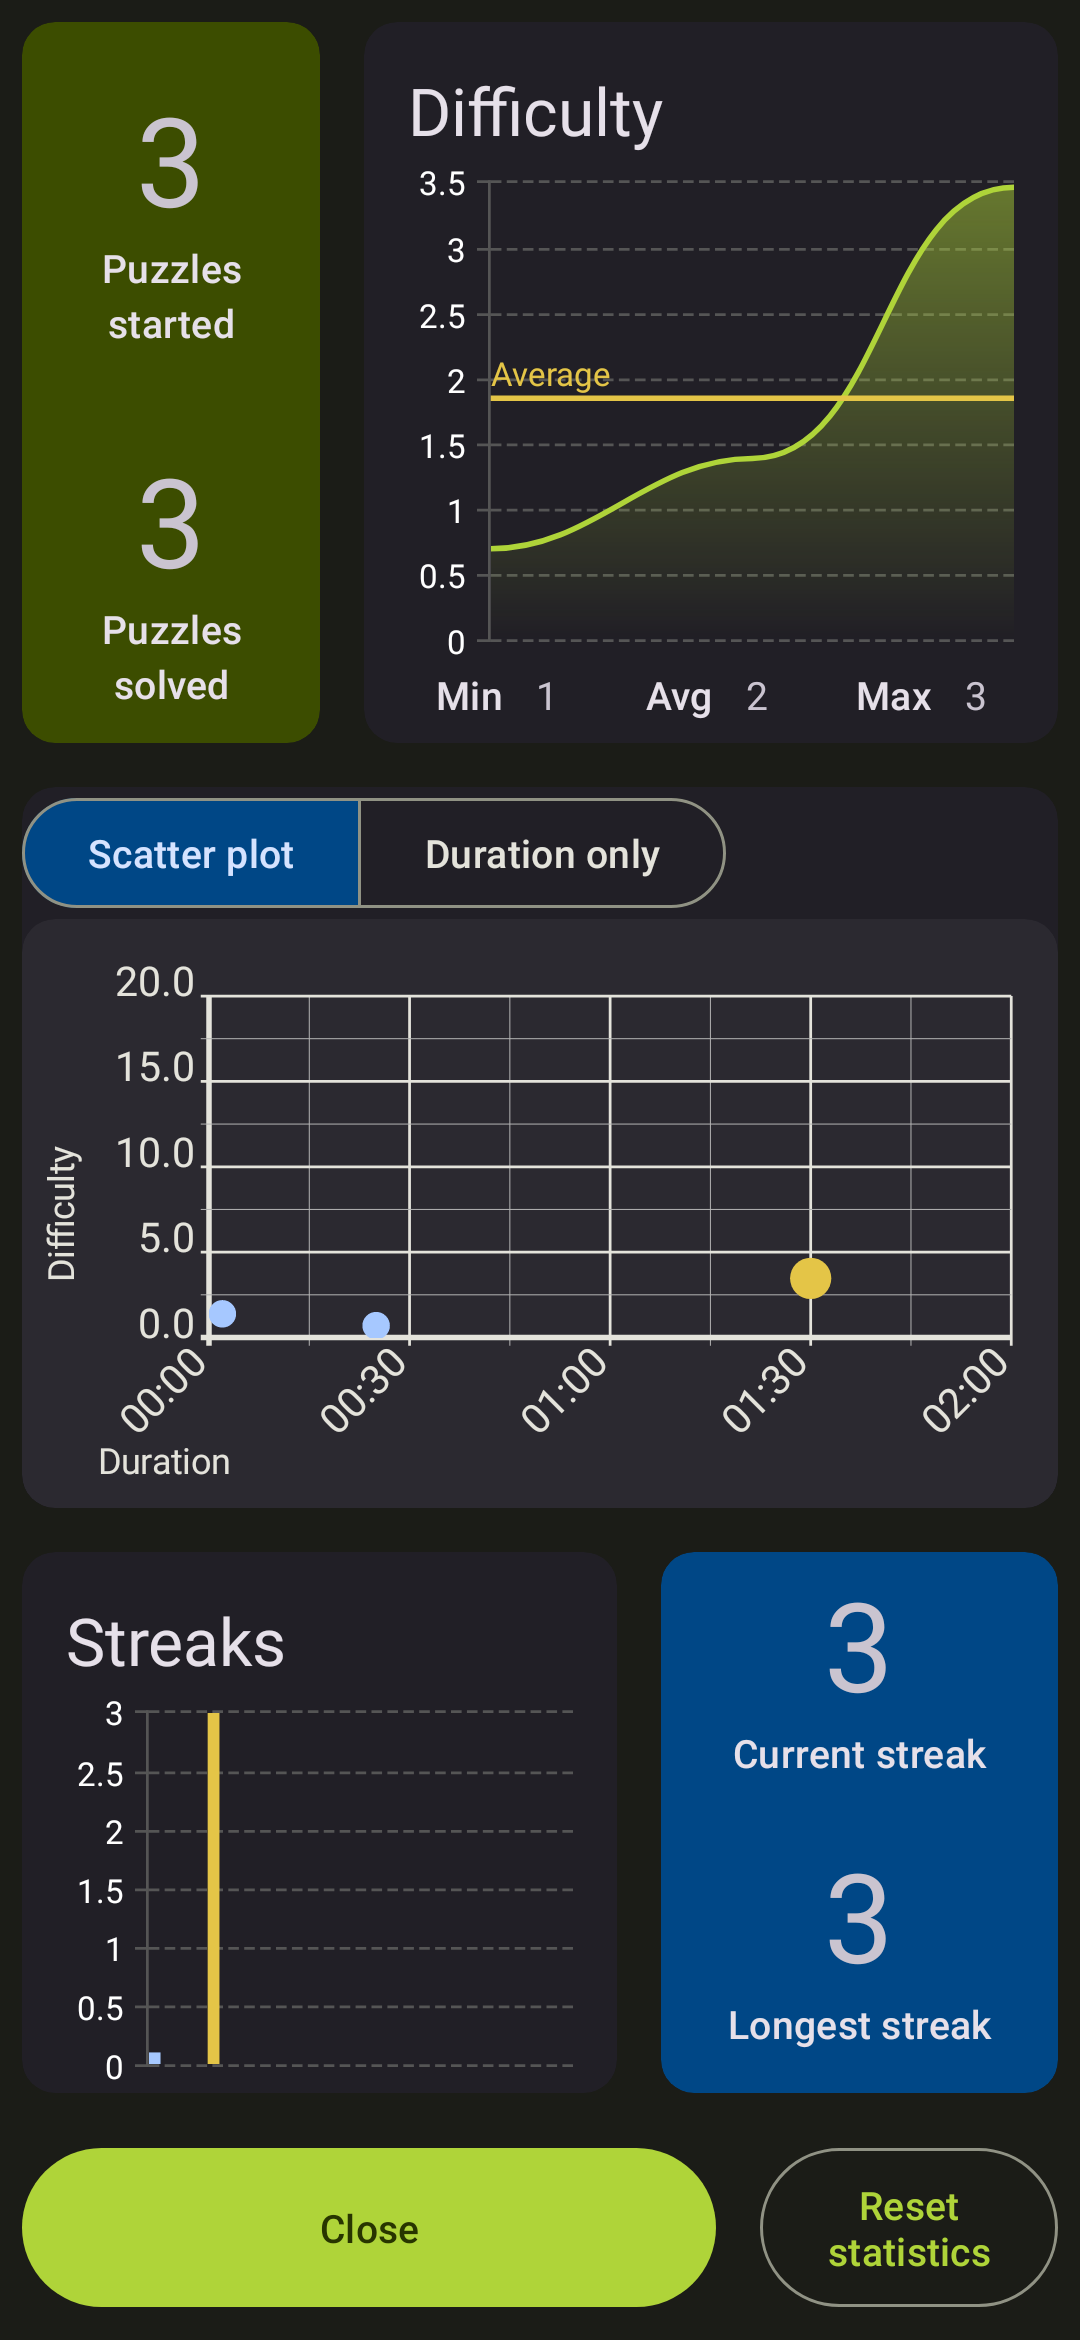 3
Puzzles
started
3
Puzzles
solved
Difficulty
3.5
3
2.5
2
1.5
1
0.5
0
Average
Min 1 Avg 2 Max 3
Scatter plot
Duration only
Difficulty
20.0
15.0
10.0
5.0
0.0
00:00
00:30
01:00
01:30
02:00
Duration
Streaks
3
2.5
2
1.5
1
0.5
0
3
Current streak
3
Longest streak
Close
Reset
statistics